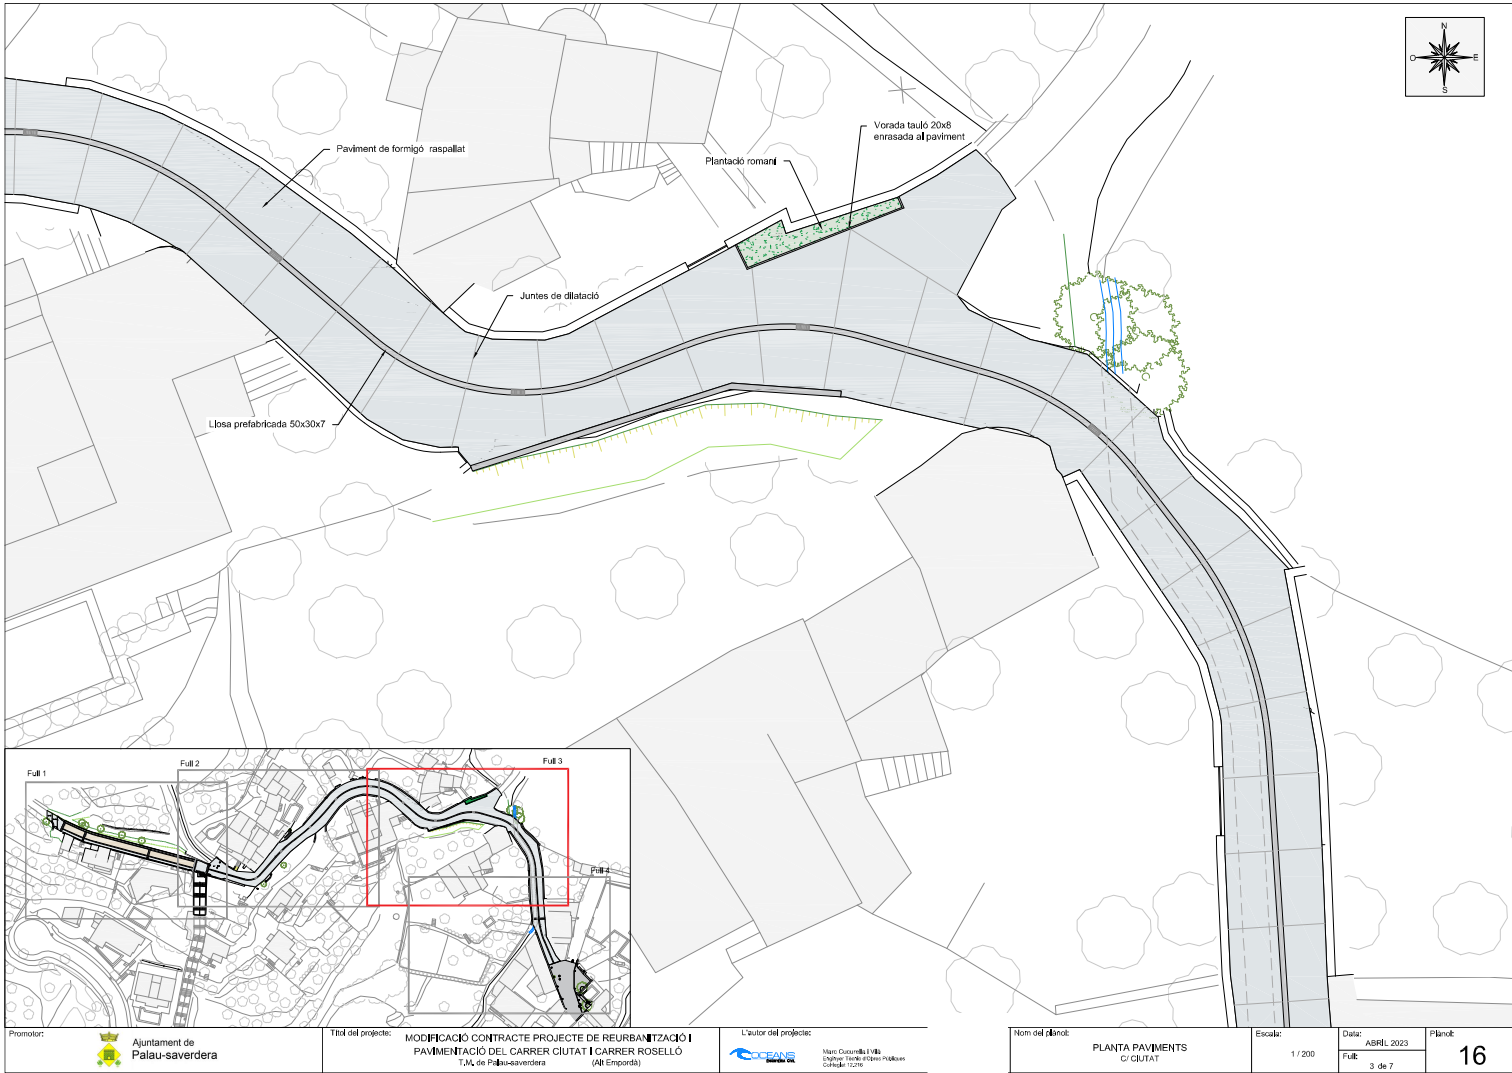 N
O
E
S
Vorada tauló 20x8
enrasada al paviment
Paviment de formigó raspallat
Plantació romaní
Juntes de dilatació
Llosa prefabricada 50x30x7
Full 1
Full 2
Full 3
Full 4
Promotor:
Ajuntament de
Palau-saverdera
Títol del projecte:
MODIFICACIÓ CONTRACTE PROJECTE DE REURBANITZACIÓ I
PAVIMENTACIÓ DEL CARRER CIUTAT I CARRER ROSELLÓ
T.M. de Palau-saverdera (Alt Empordà)
L'autor del projecte:
OCEANS
Marc Cucurella i Vilà
Enginyer Tècnic d'Obres Públiques
Col·legiat 12.216
Nom del plànol:
PLANTA PAVIMENTS
C/ CIUTAT
Escala:
1 / 200
Data:
ABRIL 2023
Full:
3 de 7
Plànol:
16